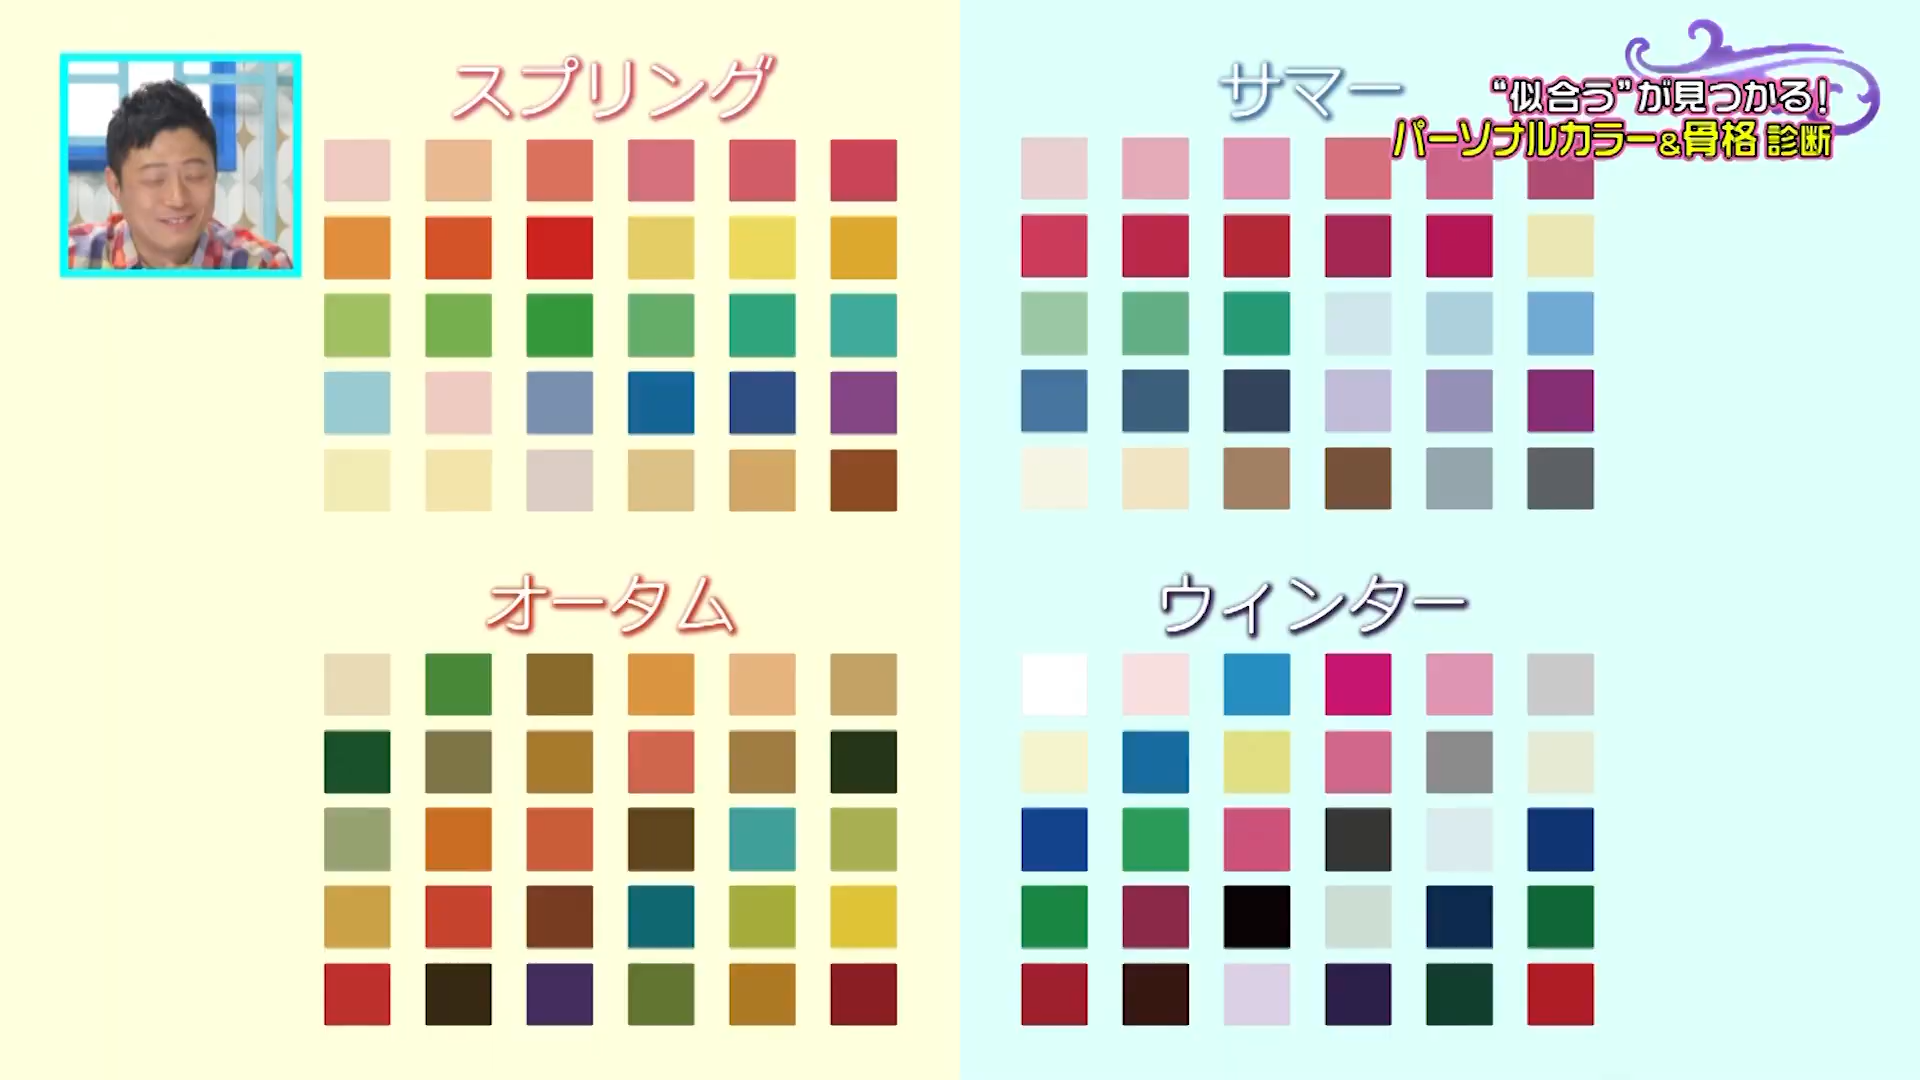 スプリング
サマー
“似合う”が見つかる!
パーソナルカラー&骨格 診断
オータム
ウィンター